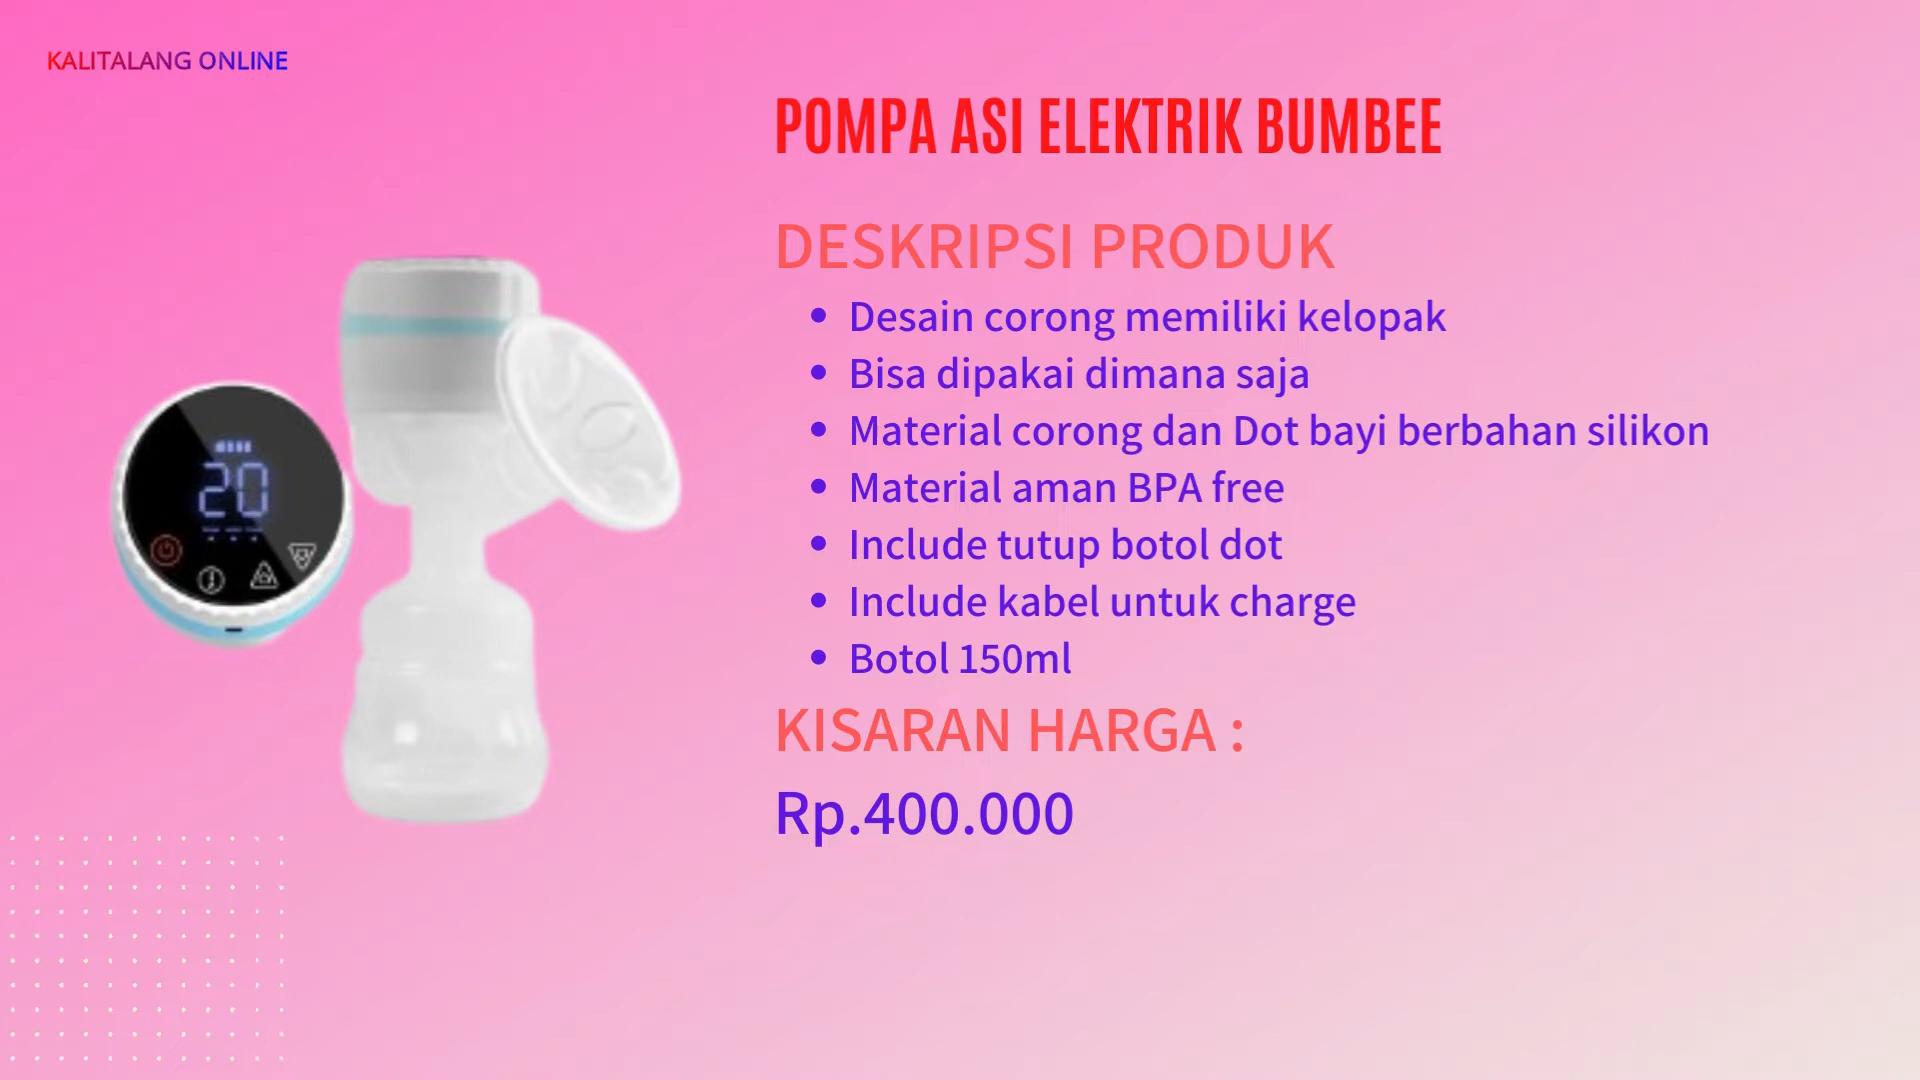 KALITALANG ONLINE
POMPA ASI ELEKTRIK BUMBEE
DESKRIPSI PRODUK
• Desain corong memiliki kelopak
• Bisa dipakai dimana saja
• Material corong dan Dot bayi berbahan silikon
• Material aman BPA free
• Include tutup botol dot
• Include kabel untuk charge
• Botol 150ml
KISARAN HARGA :
Rp.400.000
20